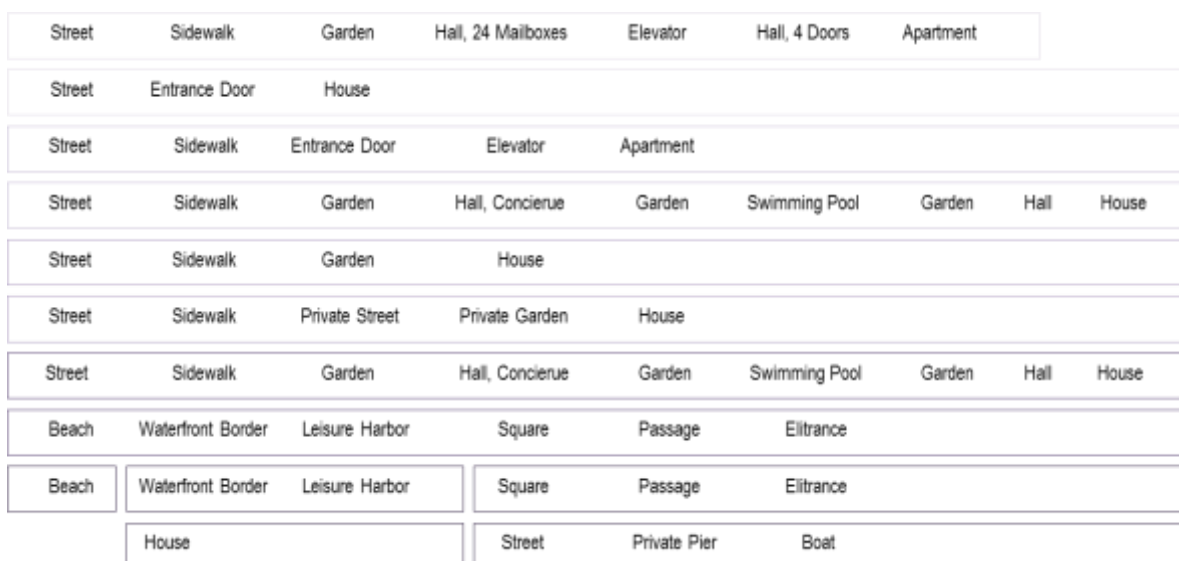 Street Sidewalk Garden Hall, 24 Mailboxes Elevator Hall, 4 Doors Apartment
Street Entrance Door House
Street Sidewalk Entrance Door Elevator Apartment
Street Sidewalk Garden Hall, Concierue Garden Swimming Pool Garden Hall House
Street Sidewalk Garden House
Street Sidewalk Private Street Private Garden House
Street Sidewalk Garden Hall, Concierue Garden Swimming Pool Garden Hall House
Beach Waterfront Border Leisure Harbor Square Passage Elitrance
Beach Waterfront Border Leisure Harbor Square Passage Elitrance
House Street Private Pier Boat